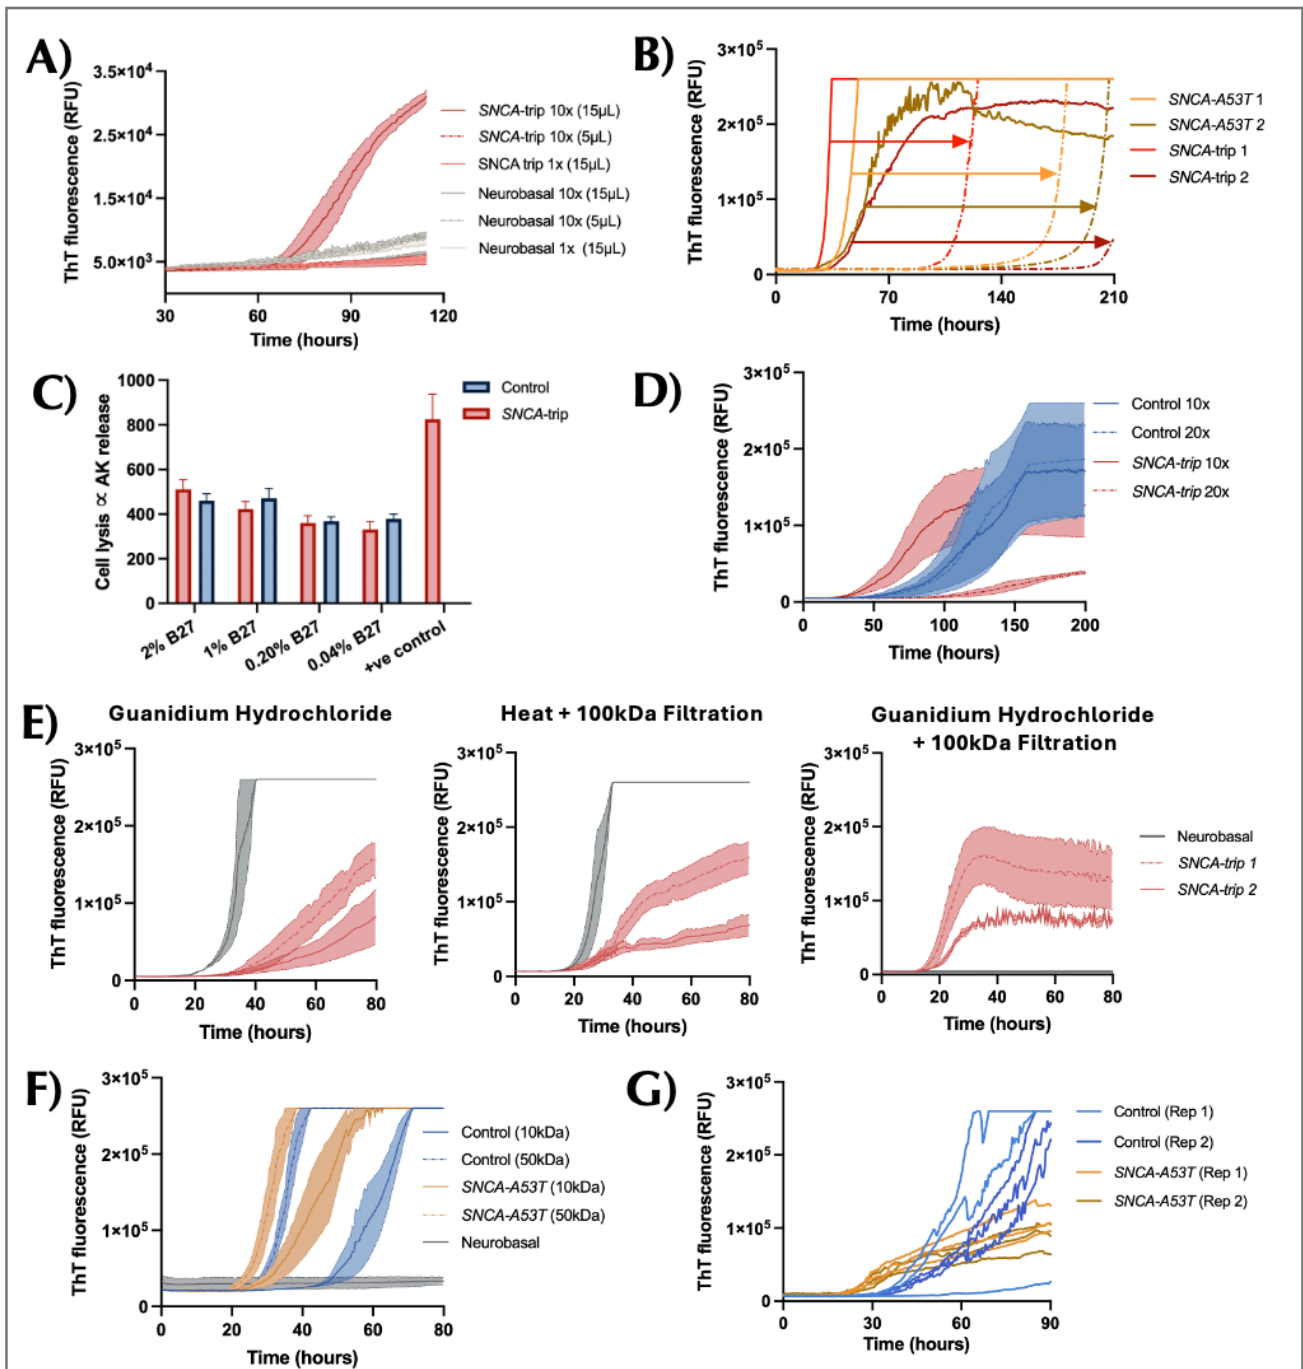 A)
ThT fluorescence (RFU)
3.5×10⁴
2.5×10⁴
1.5×10⁴
5.0×10³
30 60 90 120
Time (hours)
SNCA-trip 10x (15µL)
SNCA-trip 10x (5µL)
SNCA trip 1x (15µL)
Neurobasal 10x (15µL)
Neurobasal 10x (5µL)
Neurobasal 1x (15µL)
B)
ThT fluorescence (RFU)
3×10⁵
2×10⁵
1×10⁵
0
0 70 140 210
Time (hours)
SNCA-A53T 1
SNCA-A53T 2
SNCA-trip 1
SNCA-trip 2
C)
Cell lysis ∝ AK release
1000
800
600
400
200
0
2% B27
1% B27
0.20% B27
0.04% B27
+ve control
Control
SNCA-trip
D)
ThT fluorescence (RFU)
3×10⁵
2×10⁵
1×10⁵
0
0 50 100 150 200
Time (hours)
Control 10x
Control 20x
SNCA-trip 10x
SNCA-trip 20x
E)
Guanidium Hydrochloride
ThT fluorescence (RFU)
3×10⁵
2×10⁵
1×10⁵
0
0 20 40 60 80
Time (hours)
Heat + 100kDa Filtration
ThT fluorescence (RFU)
3×10⁵
2×10⁵
1×10⁵
0
0 20 40 60 80
Time (hours)
Guanidium Hydrochloride
+ 100kDa Filtration
ThT fluorescence (RFU)
3×10⁵
2×10⁵
1×10⁵
0
0 20 40 60 80
Time (hours)
Neurobasal
SNCA-trip 1
SNCA-trip 2
F)
ThT fluorescence (RFU)
3×10⁵
2×10⁵
1×10⁵
0
0 20 40 60 80
Time (hours)
Control (10kDa)
Control (50kDa)
SNCA-A53T (10kDa)
SNCA-A53T (50kDa)
Neurobasal
G)
ThT fluorescence (RFU)
3×10⁵
2×10⁵
1×10⁵
0
0 30 60 90
Time (hours)
Control (Rep 1)
Control (Rep 2)
SNCA-A53T (Rep 1)
SNCA-A53T (Rep 2)